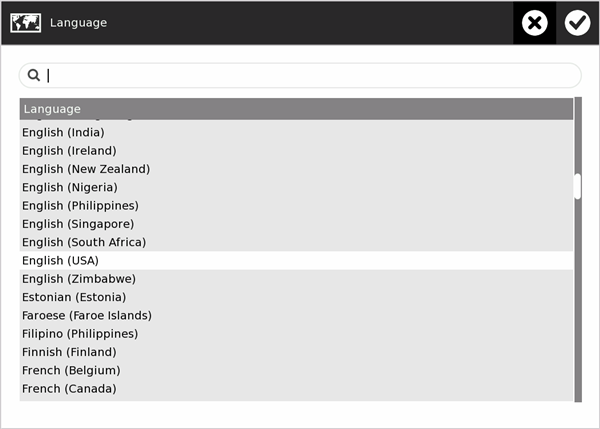 Language
Language
English (India)
English (Ireland)
English (New Zealand)
English (Nigeria)
English (Philippines)
English (Singapore)
English (South Africa)
English (USA)
English (Zimbabwe)
Estonian (Estonia)
Faroese (Faroe Islands)
Filipino (Philippines)
Finnish (Finland)
French (Belgium)
French (Canada)